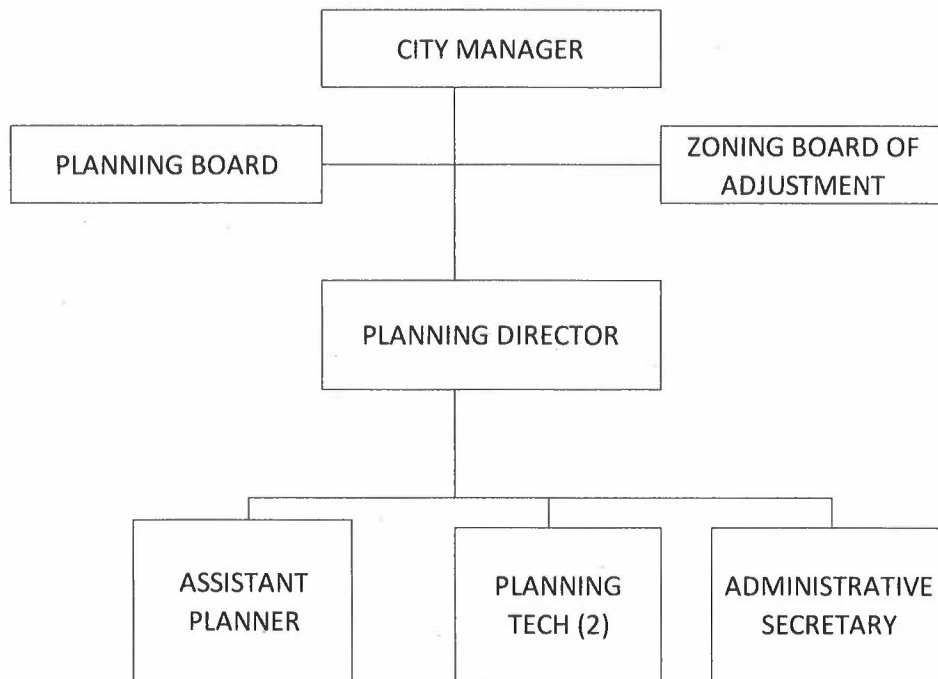 CITY MANAGER
PLANNING BOARD
ZONING BOARD OF
ADJUSTMENT
PLANNING DIRECTOR
ASSISTANT
PLANNER
PLANNING
TECH (2)
ADMINISTRATIVE
SECRETARY